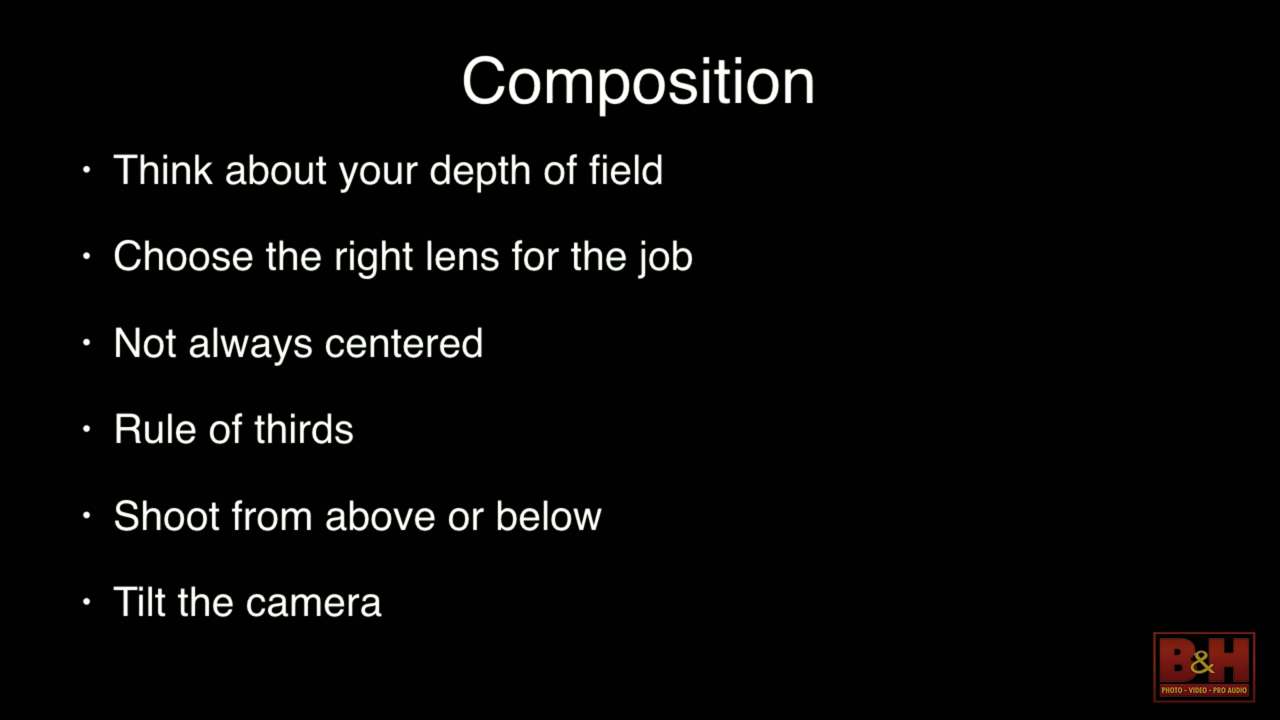 Composition
• Think about your depth of field
• Choose the right lens for the job
• Not always centered
• Rule of thirds
• Shoot from above or below
• Tilt the camera
B&H
PHOTO - VIDEO - PRO AUDIO